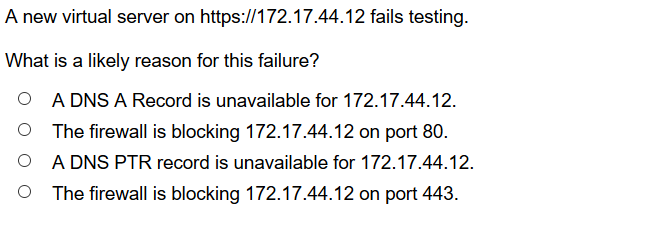 A new virtual server on https://172.17.44.12 fails testing.
What is a likely reason for this failure?
A DNS A Record is unavailable for 172.17.44.12.
The firewall is blocking 172.17.44.12 on port 80.
A DNS PTR record is unavailable for 172.17.44.12.
The firewall is blocking 172.17.44.12 on port 443.